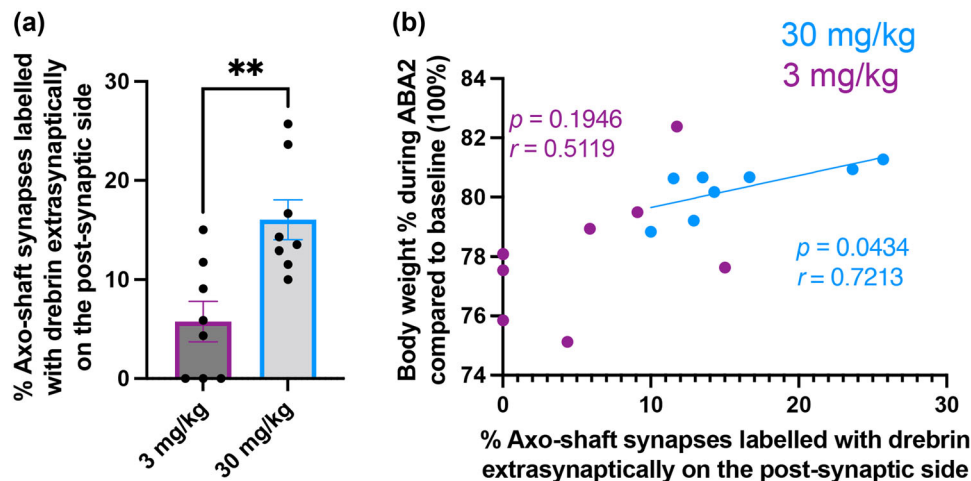 (a)
% Axo-shaft synapses labelled
with drebrin extrasynaptically
on the post-synaptic side
30
20
10
0
**
3 mg/kg
30 mg/kg
(b)
30 mg/kg
3 mg/kg
Body weight % during ABA2
compared to baseline (100%)
84
82
80
78
76
74
p = 0.1946
r = 0.5119
p = 0.0434
r = 0.7213
0
10
20
30
% Axo-shaft synapses labelled with drebrin
extrasynaptically on the post-synaptic side